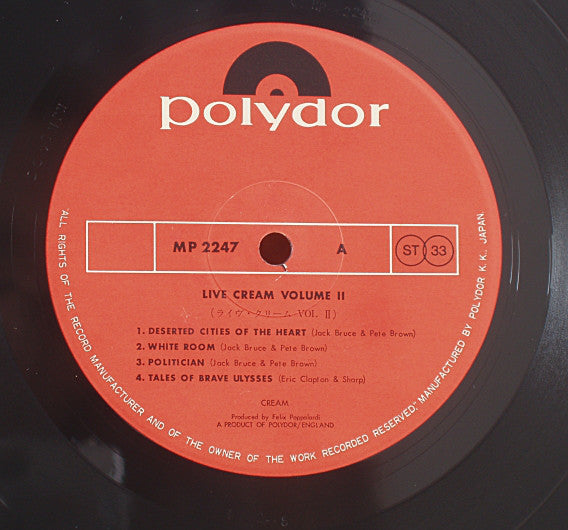 polydor
MP 2247 A ST 33
LIVE CREAM VOLUME II
(ライヴ・クリーム VOL. II)
1. DESERTED CITIES OF THE HEART (Jack Bruce & Pete Brown)
2. WHITE ROOM (Jack Bruce & Pete Brown)
3. POLITICIAN (Jack Bruce & Pete Brown)
4. TALES OF BRAVE ULYSSES (Eric Clapton & Sharp)
CREAM
Produced by Felix Pappalardi
A PRODUCT OF POLYDOR/ENGLAND
"ALL RIGHTS OF THE RECORD MANUFACTURER AND OF THE OWNER OF THE WORK RECORDED RESERVED." MANUFACTURED BY POLYDOR K. K., JAPAN.